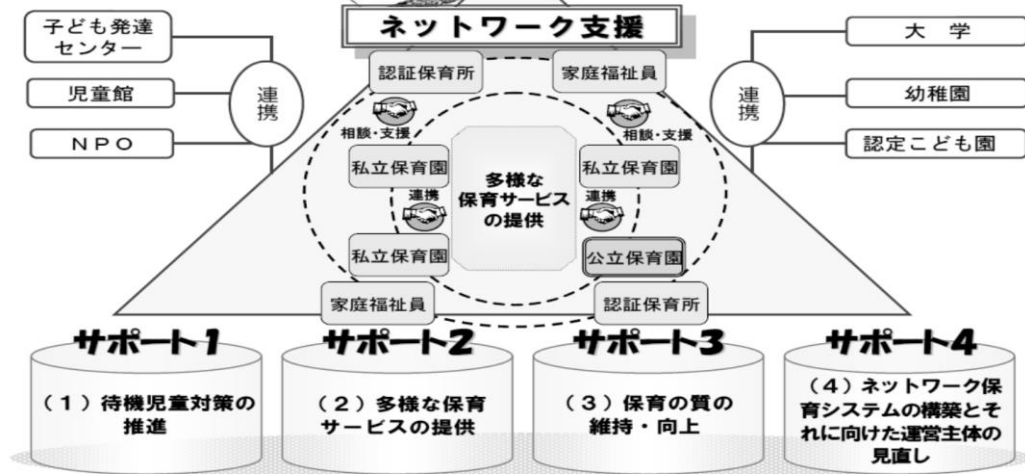 ネットワーク支援
子ども発達
センター
児童館
NPO
連携
大 学
幼稚園
認定こども園
連携
認証保育所
家庭福祉員
相談・支援
相談・支援
私立保育園
私立保育園
多様な
保育サービス
の提供
連携
連携
私立保育園
公立保育園
家庭福祉員
認証保育所
サポート1
(1)待機児童対策の
推進
サポート2
(2)多様な保育
サービスの提供
サポート3
(3)保育の質の
維持・向上
サポート4
(4)ネットワーク保
育システムの構築とそ
れに向けた運営主体の
見直し